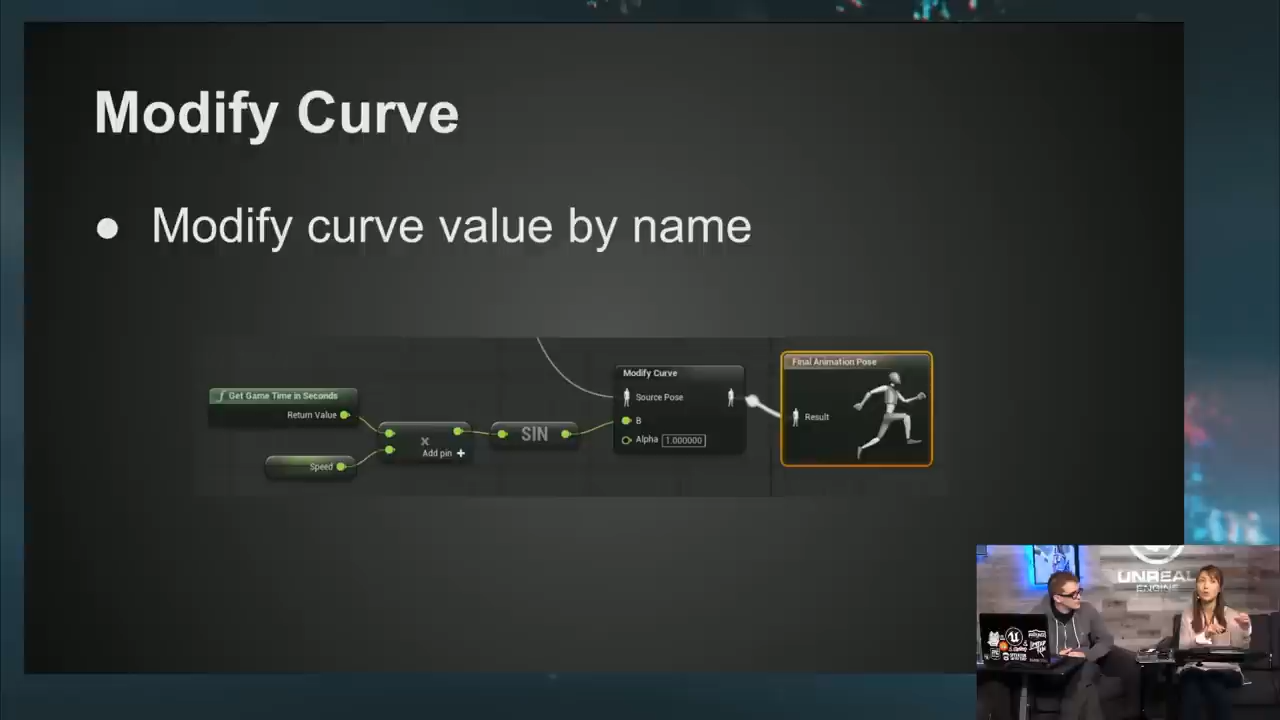 Modify Curve
● Modify curve value by name
f Get Game Time in Seconds
Return Value
Speed
x
Add pin +
SIN
Modify Curve
Source Pose
B
Alpha 1.000000
Final Animation Pose
Result
UNREAL
ENGINE